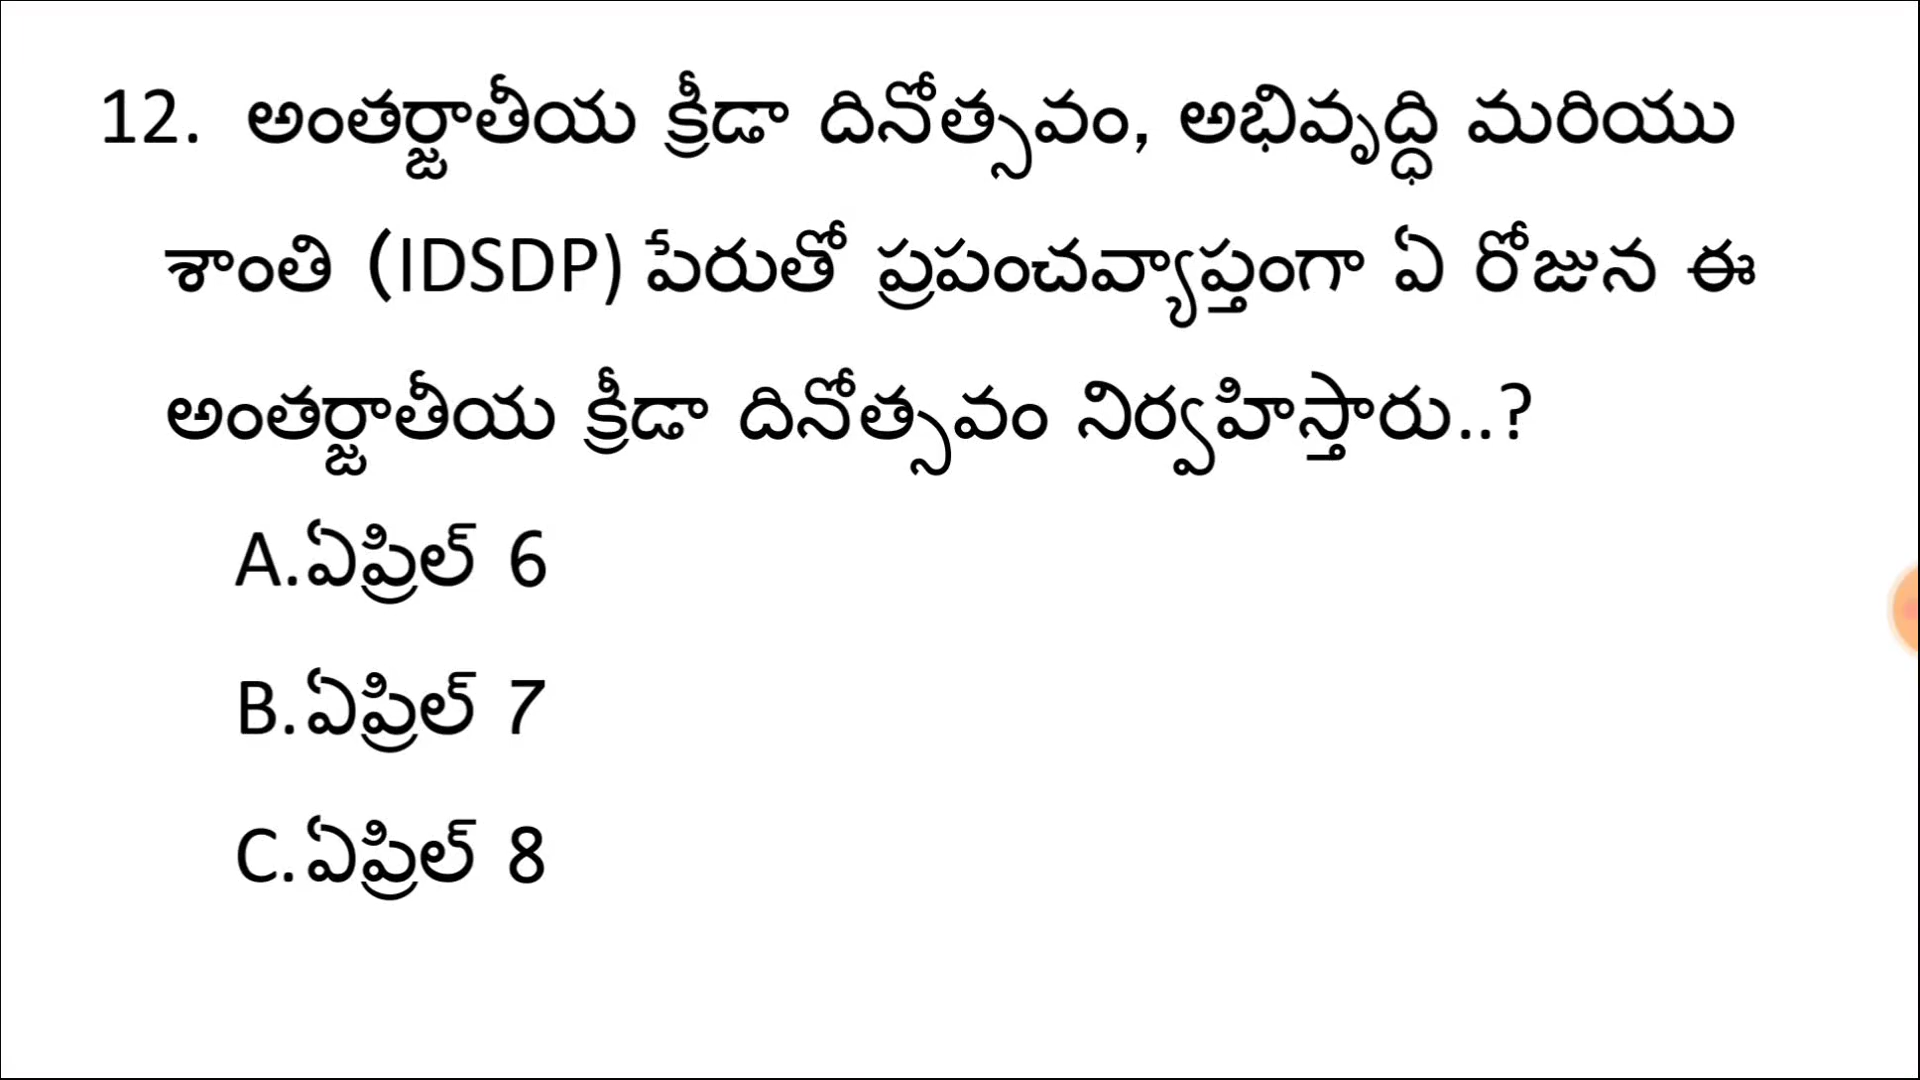 12. అంతర్జాతీయ క్రీడా దినోత్సవం, అభివృద్ధి మరియు
శాంతి (IDSDP) పేరుతో ప్రపంచవ్యాప్తంగా ఏ రోజున ఈ
అంతర్జాతీయ క్రీడా దినోత్సవం నిర్వహిస్తారు..?
A.ఏప్రిల్ 6
B.ఏప్రిల్ 7
C.ఏప్రిల్ 8